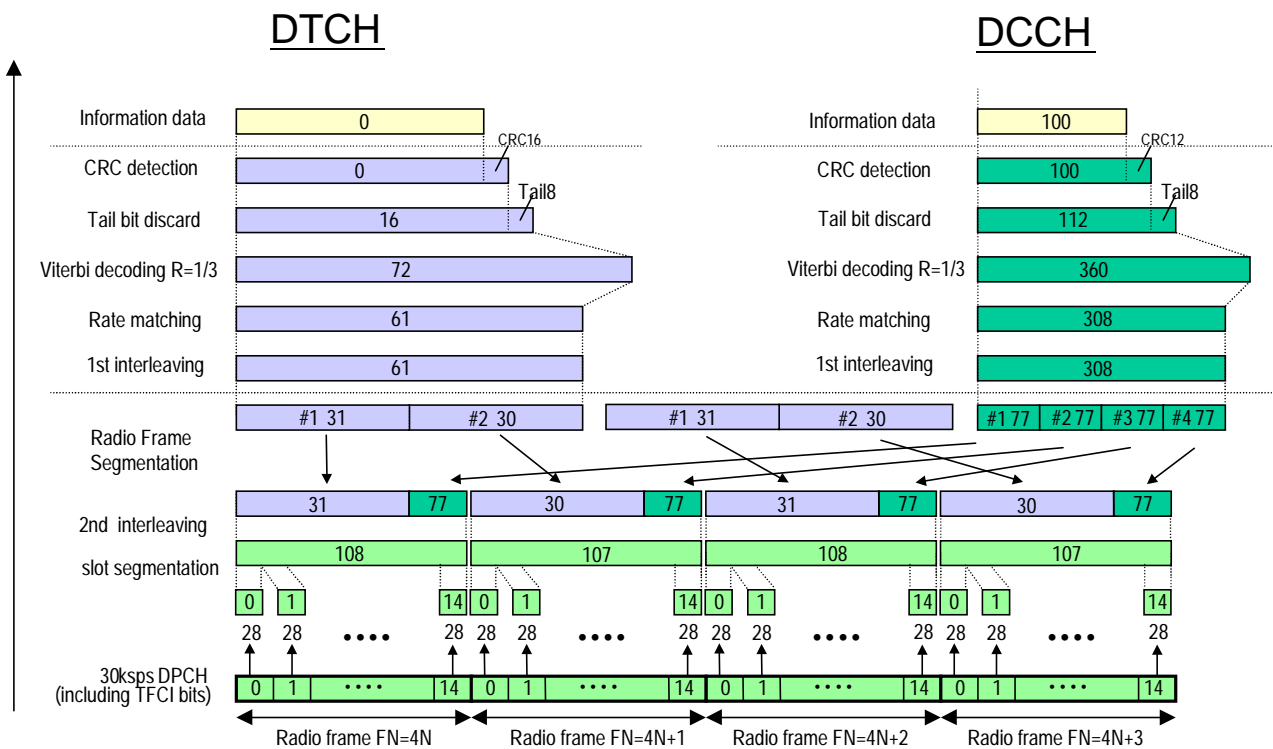 DTCH DCCH
Information data 0 Information data 100
CRC16 CRC12
CRC detection 0 CRC detection 100
Tail8 Tail8
Tail bit discard 16 Tail bit discard 112
Viterbi decoding R=1/3 72 Viterbi decoding R=1/3 360
Rate matching 61 Rate matching 308
1st interleaving 61 1st interleaving 308
#1 31 #2 30 #1 31 #2 30 #1 77 #2 77 #3 77 #4 77
Radio Frame
Segmentation
31 77 30 77 31 77 30 77
2nd interleaving
108 107 108 107
slot segmentation
0 1 14 0 1 14 0 1 14 0 1 14
28 28 •••• 28 28 28 •••• 28 28 28 •••• 28 28 28 •••• 28
30ksps DPCH
(including TFCI bits)
0 1 •••• 14 0 1 •••• 14 0 1 •••• 14 0 1 •••• 14
Radio frame FN=4N Radio frame FN=4N+1 Radio frame FN=4N+2 Radio frame FN=4N+3